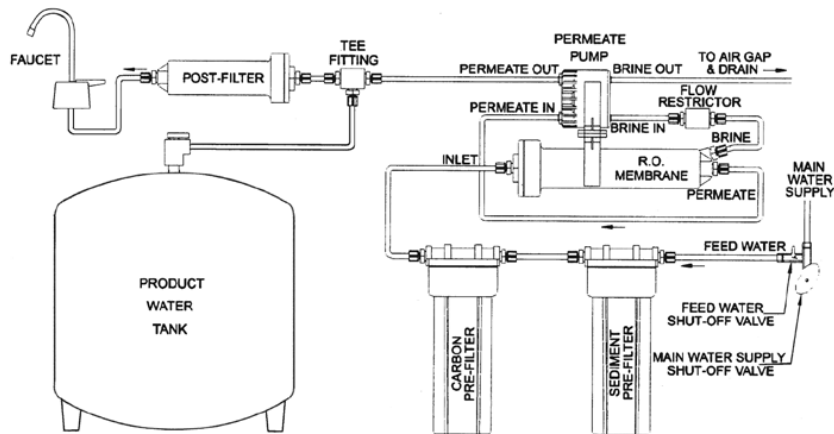 FAUCET
POST-FILTER
TEE
FITTING
PERMEATE
PUMP
PERMEATE OUT
BRINE OUT
TO AIR GAP
& DRAIN
FLOW
RESTRICTOR
PERMEATE IN
BRINE IN
BRINE
INLET
R.O.
MEMBRANE
PERMEATE
MAIN
WATER
SUPPLY
FEED WATER
PRODUCT
WATER
TANK
CARBON
PRE-FILTER
SEDIMENT
PRE-FILTER
FEED WATER
SHUT-OFF VALVE
MAIN WATER SUPPLY
SHUT-OFF VALVE